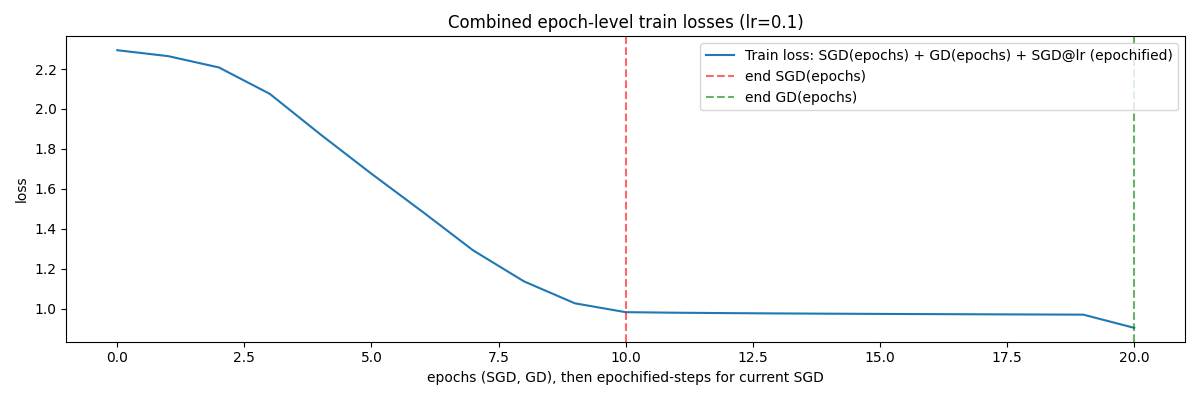 Combined epoch-level train losses (lr=0.1)
Train loss: SGD(epochs) + GD(epochs) + SGD@lr (epochified)
end SGD(epochs)
end GD(epochs)
loss
2.2
2.0
1.8
1.6
1.4
1.2
1.0
0.0 2.5 5.0 7.5 10.0 12.5 15.0 17.5 20.0
epochs (SGD, GD), then epochified-steps for current SGD